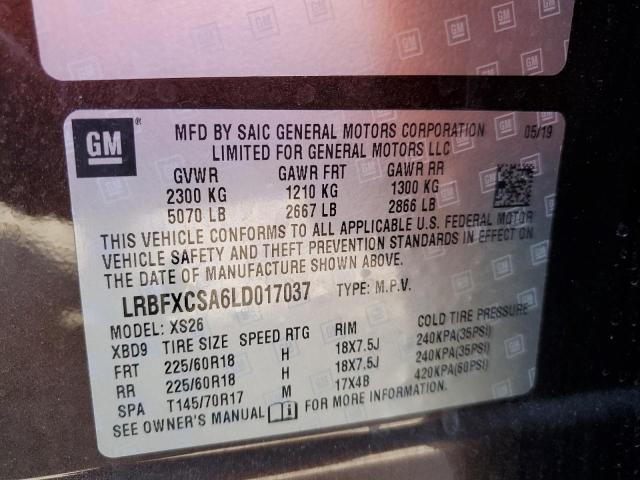 GM
MFD BY SAIC GENERAL MOTORS CORPORATION 05/19
LIMITED FOR GENERAL MOTORS LLC
GVWR GAWR FRT GAWR RR
2300 KG 1210 KG 1300 KG
5070 LB 2667 LB 2866 LB
THIS VEHICLE CONFORMS TO ALL APPLICABLE U.S. FEDERAL MOTOR
VEHICLE SAFETY AND THEFT PREVENTION STANDARDS IN EFFECT ON
THE DATE OF MANUFACTURE SHOWN ABOVE.
LRBFXCSA6LD017037 TYPE: M.P.V.
MODEL: XS26
XBD9 TIRE SIZE SPEED RTG RIM COLD TIRE PRESSURE
FRT 225/60R18 H 18X7.5J 240KPA(35PSI)
RR 225/60R18 H 18X7.5J 240KPA(35PSI)
SPA T145/70R17 M 17X4B 420KPA(60PSI)
SEE OWNER'S MANUAL FOR MORE INFORMATION.